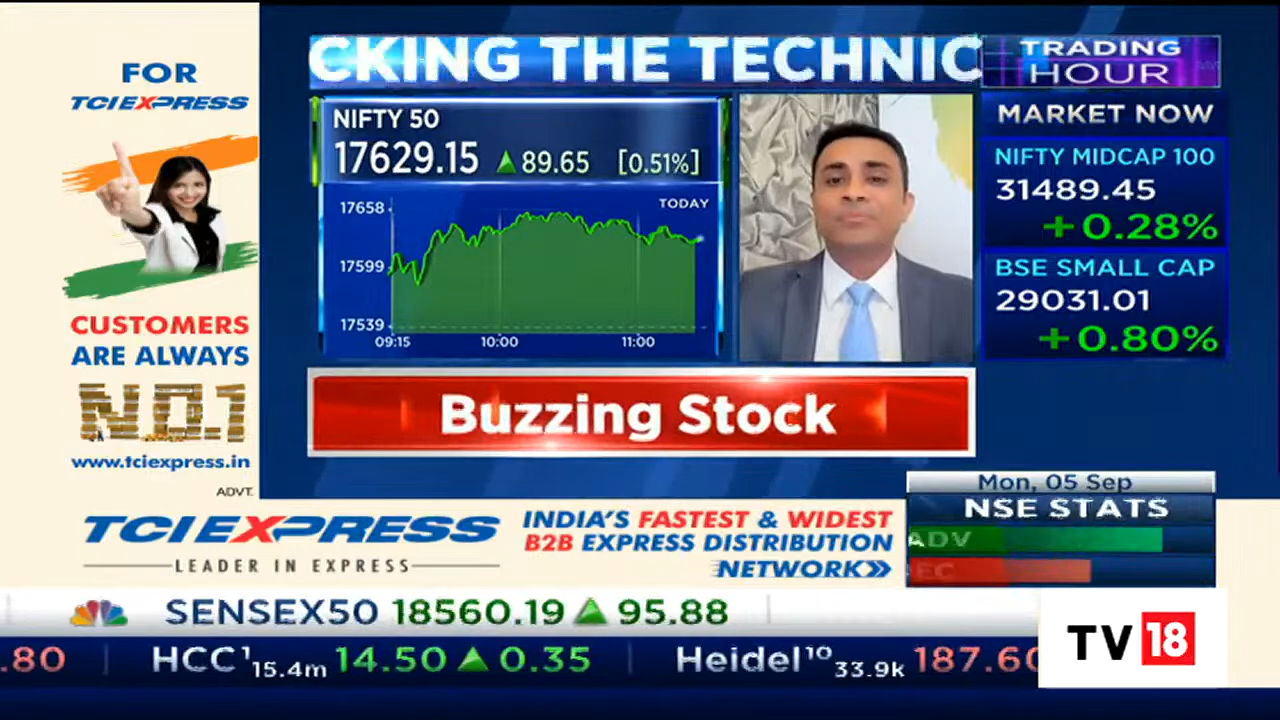 FOR
TCIEXPRESS
CUSTOMERS
ARE ALWAYS
NO.1
www.tciexpress.in
ADVT.
CKING THE TECHNIC
TRADING
HOUR
NIFTY 50
17629.15 ▲ 89.65 [0.51%]
TODAY
17658
17599
17539
09:15 10:00 11:00
MARKET NOW
NIFTY MIDCAP 100
31489.45
+0.28%
BSE SMALL CAP
29031.01
+0.80%
Buzzing Stock
TCIEXPRESS
LEADER IN EXPRESS
INDIA'S FASTEST & WIDEST
B2B EXPRESS DISTRIBUTION
NETWORK
Mon, 05 Sep
NSE STATS
ADV
EC
SENSEX50 18560.19 ▲ 95.88
.80 HCC 1 15.4m 14.50 ▲ 0.35 Heidel 10 33.9k 187.60
TV18